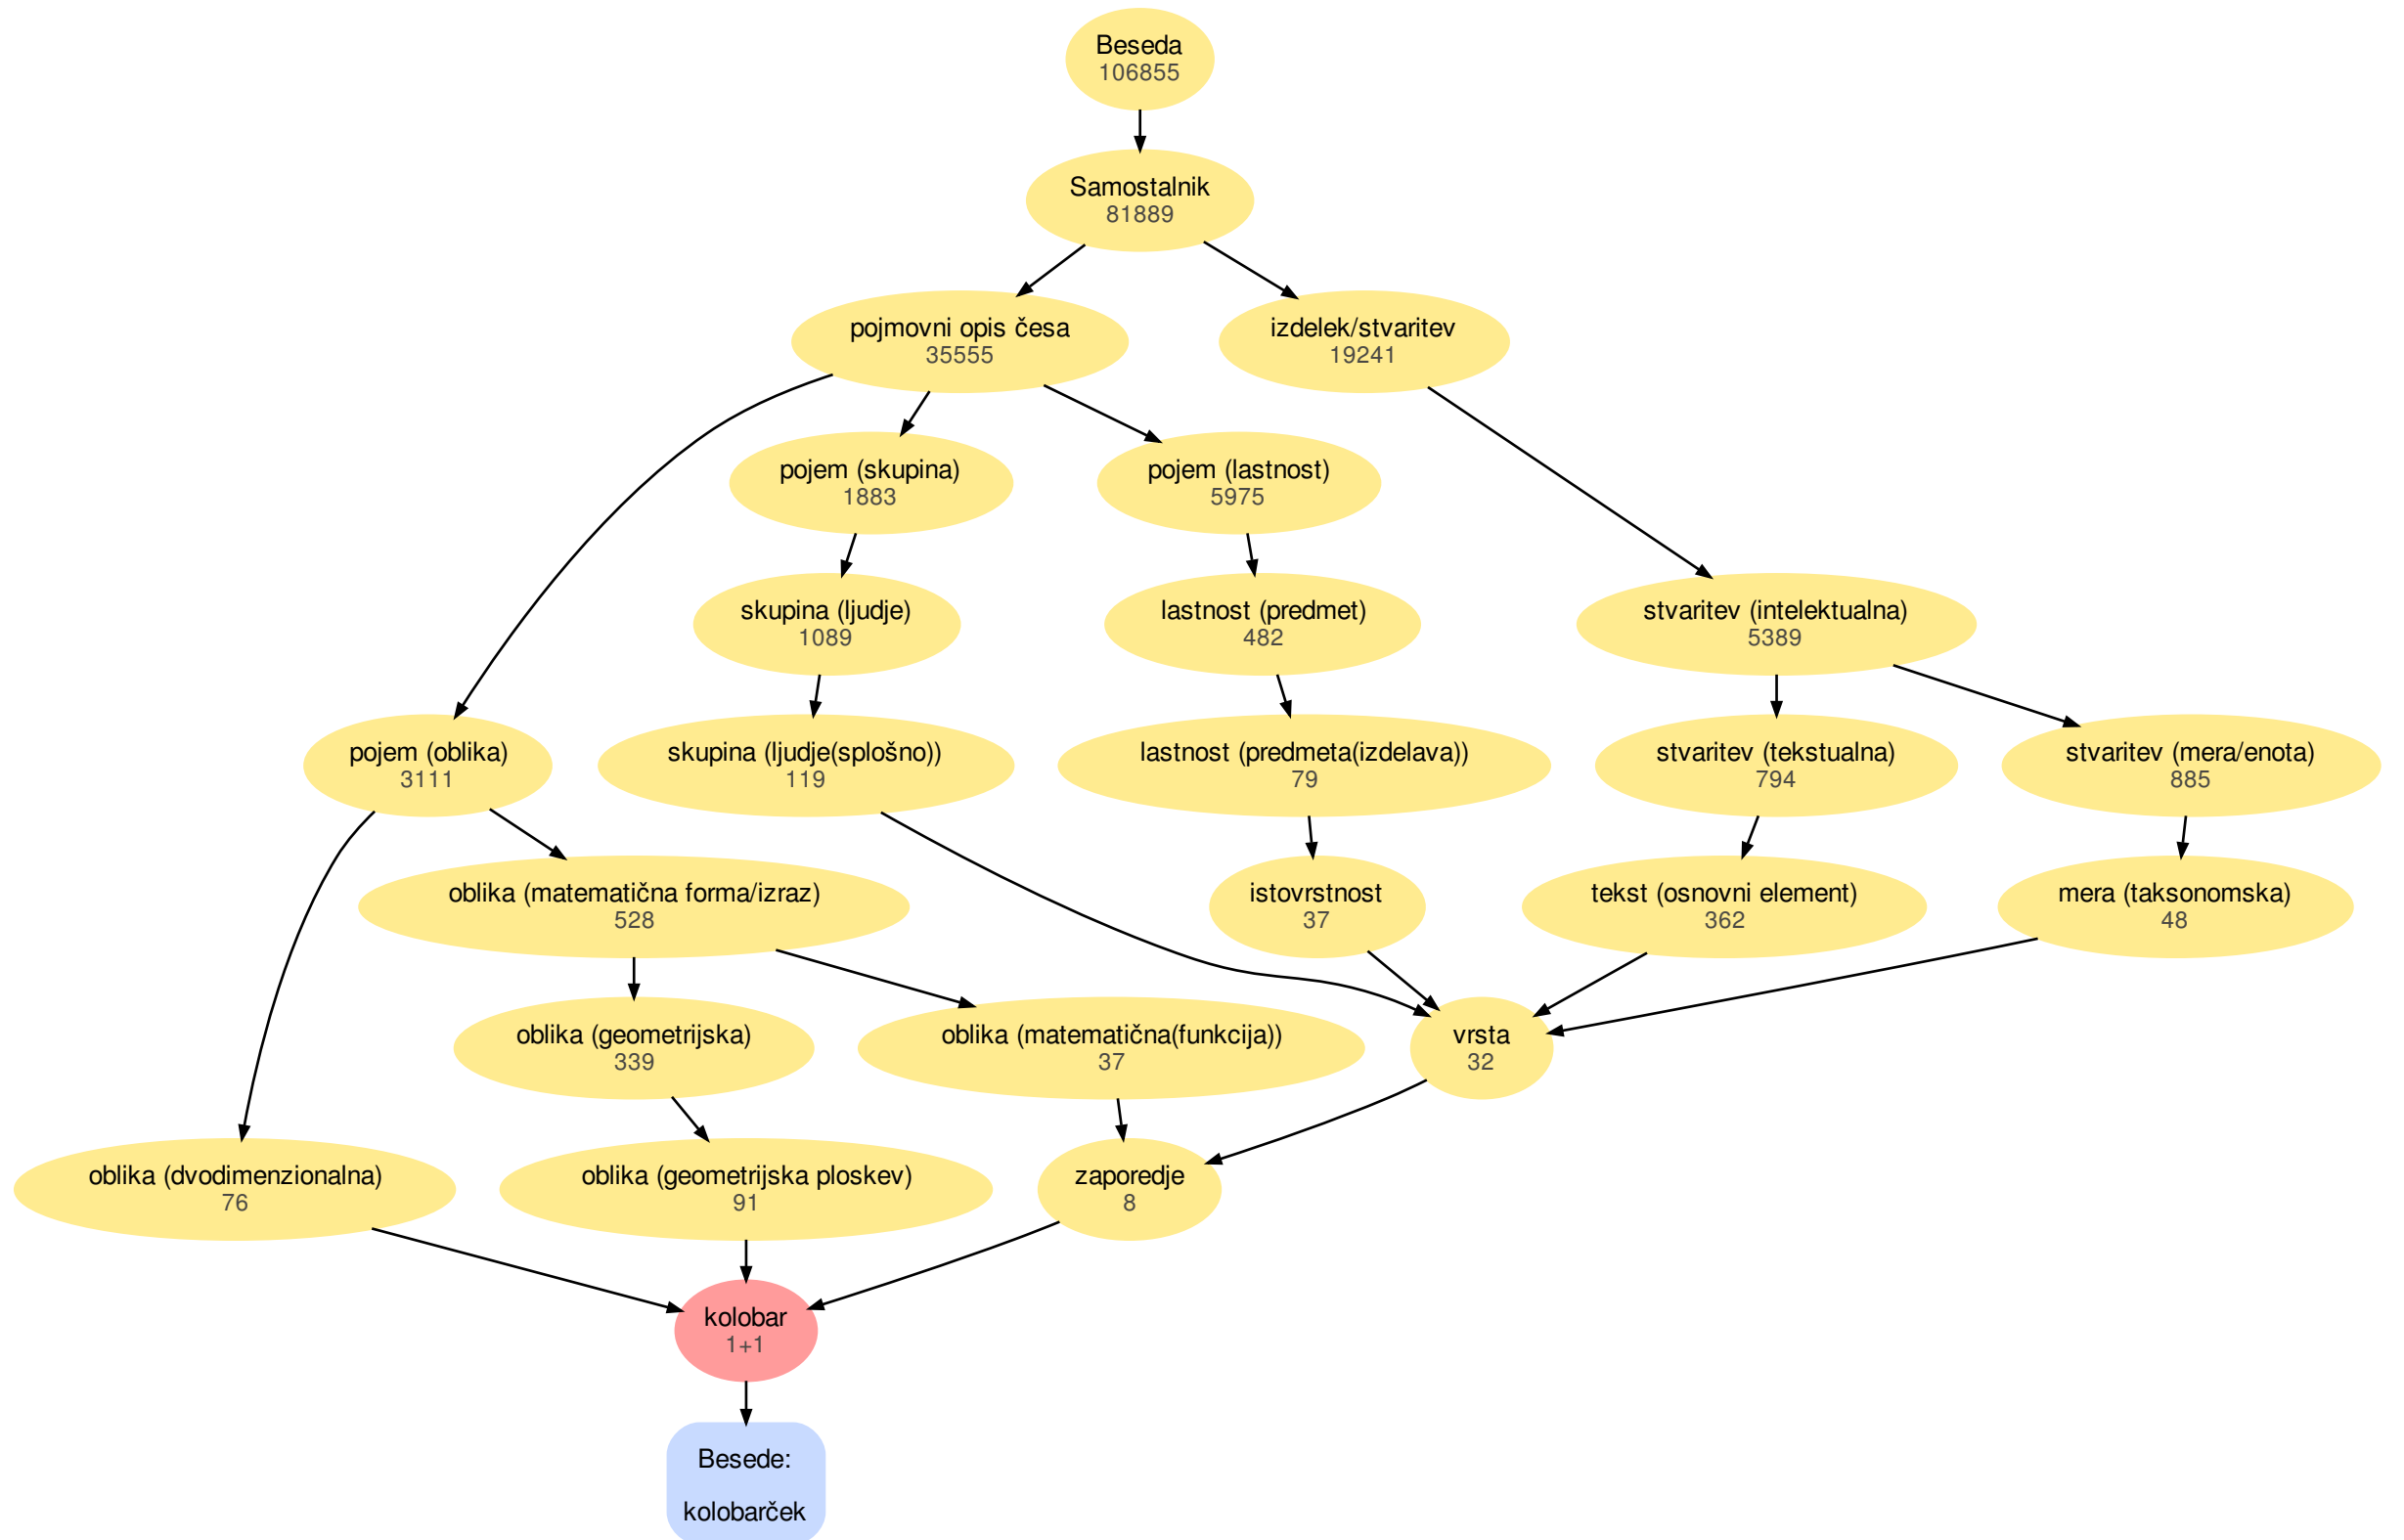 Beseda
106855
Samostalnik
81889
pojmovni opis česa
35555
izdelek/stvaritev
19241
pojem (skupina)
1883
pojem (lastnost)
5975
skupina (ljudje)
1089
lastnost (predmet)
482
stvaritev (intelektualna)
5389
pojem (oblika)
3111
skupina (ljudje(splošno))
119
lastnost (predmeta(izdelava))
79
stvaritev (tekstualna)
794
stvaritev (mera/enota)
885
oblika (matematična forma/izraz)
528
istovrstnost
37
tekst (osnovni element)
362
mera (taksonomska)
48
oblika (geometrijska)
339
oblika (matematična(funkcija))
37
vrsta
32
oblika (dvodimenzionalna)
76
oblika (geometrijska ploskev)
91
zaporedje
8
kolobar
1+1
Besede:
kolobarček